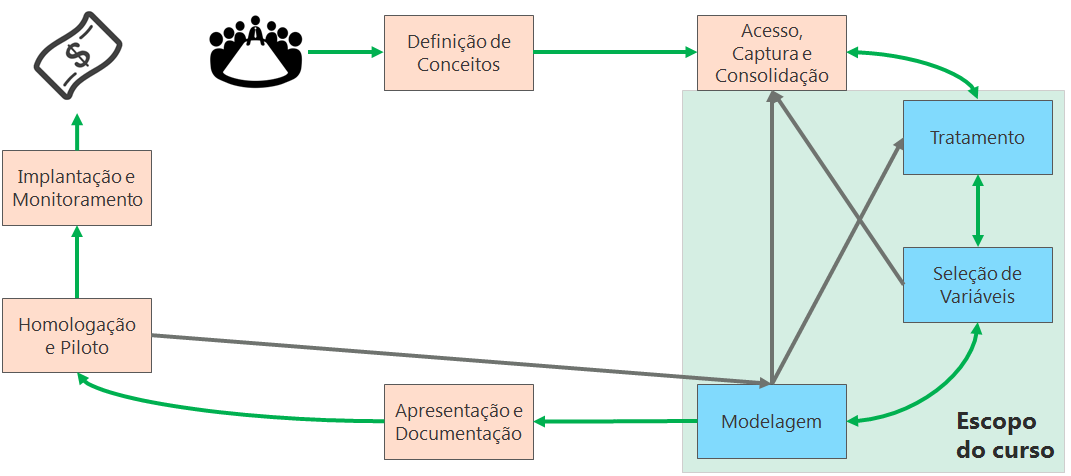 $
Definição de
Conceitos
Acesso,
Captura e
Consolidação
Tratamento
Seleção de
Variáveis
Modelagem
Escopo
do curso
Apresentação e
Documentação
Homologação
e Piloto
Implantação e
Monitoramento